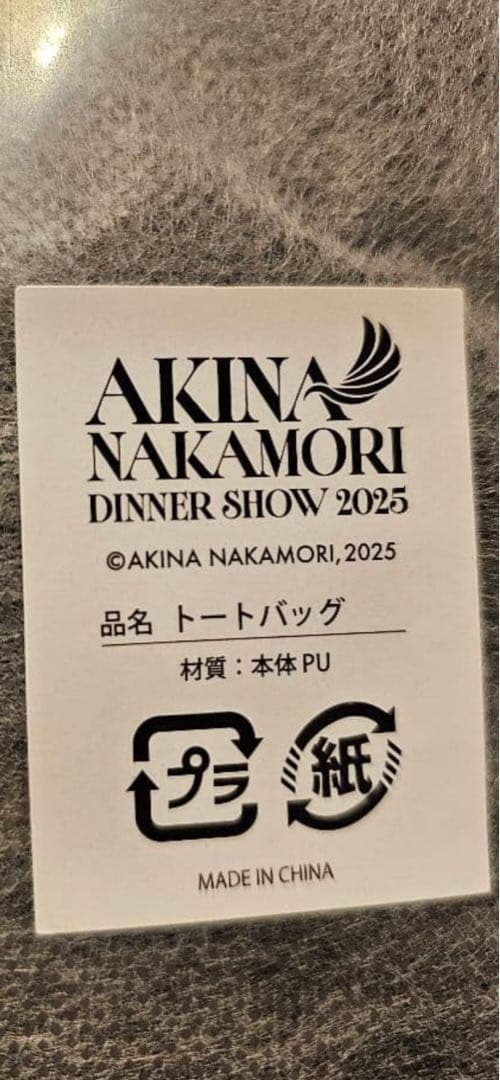 AKINA
NAKAMORI
DINNER SHOW 2025
©AKINA NAKAMORI,2025
品名 トートバッグ
材質：本体PU
プラ 紙
MADE IN CHINA